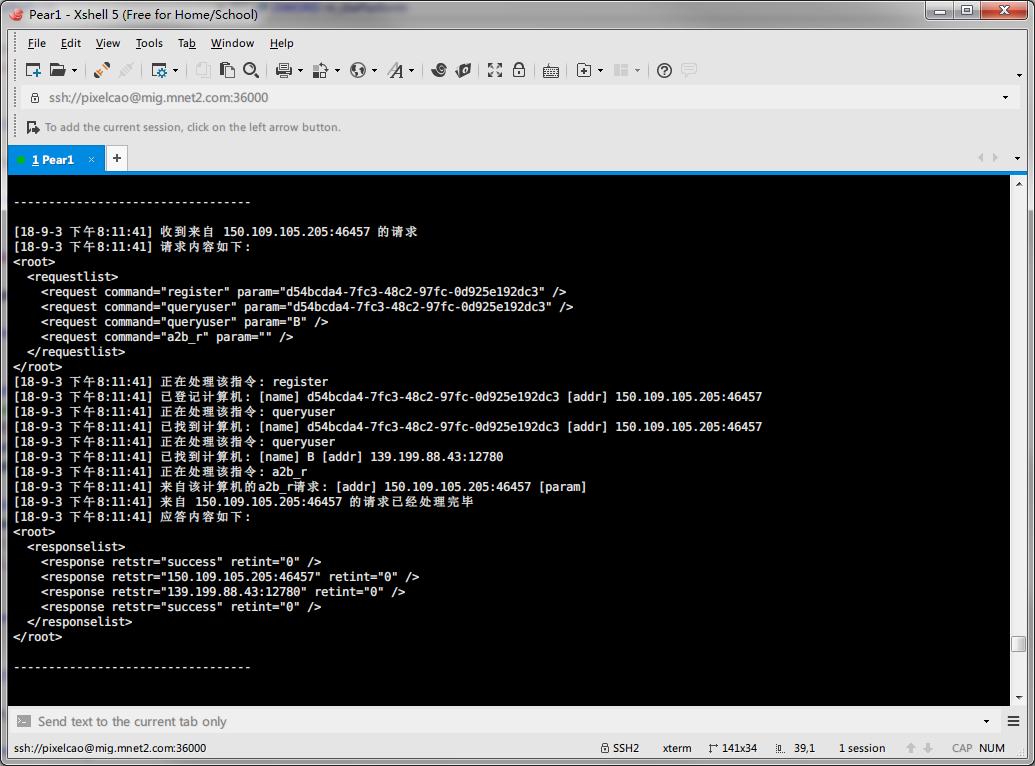 Pear1 - Xshell 5 (Free for Home/School)
File Edit View Tools Tab Window Help
ssh://pixelcao@mig.mnet2.com:36000
To add the current session, click on the left arrow button.
1 Pear1 × +
----------------------------------
[18-9-3 下午8:11:41] 收到来自 150.109.105.205:46457 的请求
[18-9-3 下午8:11:41] 请求内容如下:
<root>
  <requestlist>
    <request command="register" param="d54bcda4-7fc3-48c2-97fc-0d925e192dc3" />
    <request command="queryuser" param="d54bcda4-7fc3-48c2-97fc-0d925e192dc3" />
    <request command="queryuser" param="B" />
    <request command="a2b_r" param="" />
  </requestlist>
</root>
[18-9-3 下午8:11:41] 正在处理该指令: register
[18-9-3 下午8:11:41] 已登记计算机: [name] d54bcda4-7fc3-48c2-97fc-0d925e192dc3 [addr] 150.109.105.205:46457
[18-9-3 下午8:11:41] 正在处理该指令: queryuser
[18-9-3 下午8:11:41] 已找到计算机: [name] d54bcda4-7fc3-48c2-97fc-0d925e192dc3 [addr] 150.109.105.205:46457
[18-9-3 下午8:11:41] 正在处理该指令: queryuser
[18-9-3 下午8:11:41] 已找到计算机: [name] B [addr] 139.199.88.43:12780
[18-9-3 下午8:11:41] 正在处理该指令: a2b_r
[18-9-3 下午8:11:41] 来自该计算机的a2b_r请求: [addr] 150.109.105.205:46457 [param]
[18-9-3 下午8:11:41] 来自 150.109.105.205:46457 的请求已经处理完毕
[18-9-3 下午8:11:41] 应答内容如下:
<root>
  <responselist>
    <response retstr="success" retint="0" />
    <response retstr="150.109.105.205:46457" retint="0" />
    <response retstr="139.199.88.43:12780" retint="0" />
    <response retstr="success" retint="0" />
  </responselist>
</root>
----------------------------------
Send text to the current tab only
ssh://pixelcao@mig.mnet2.com:36000 SSH2 xterm 141x34 39,1 1 session CAP NUM